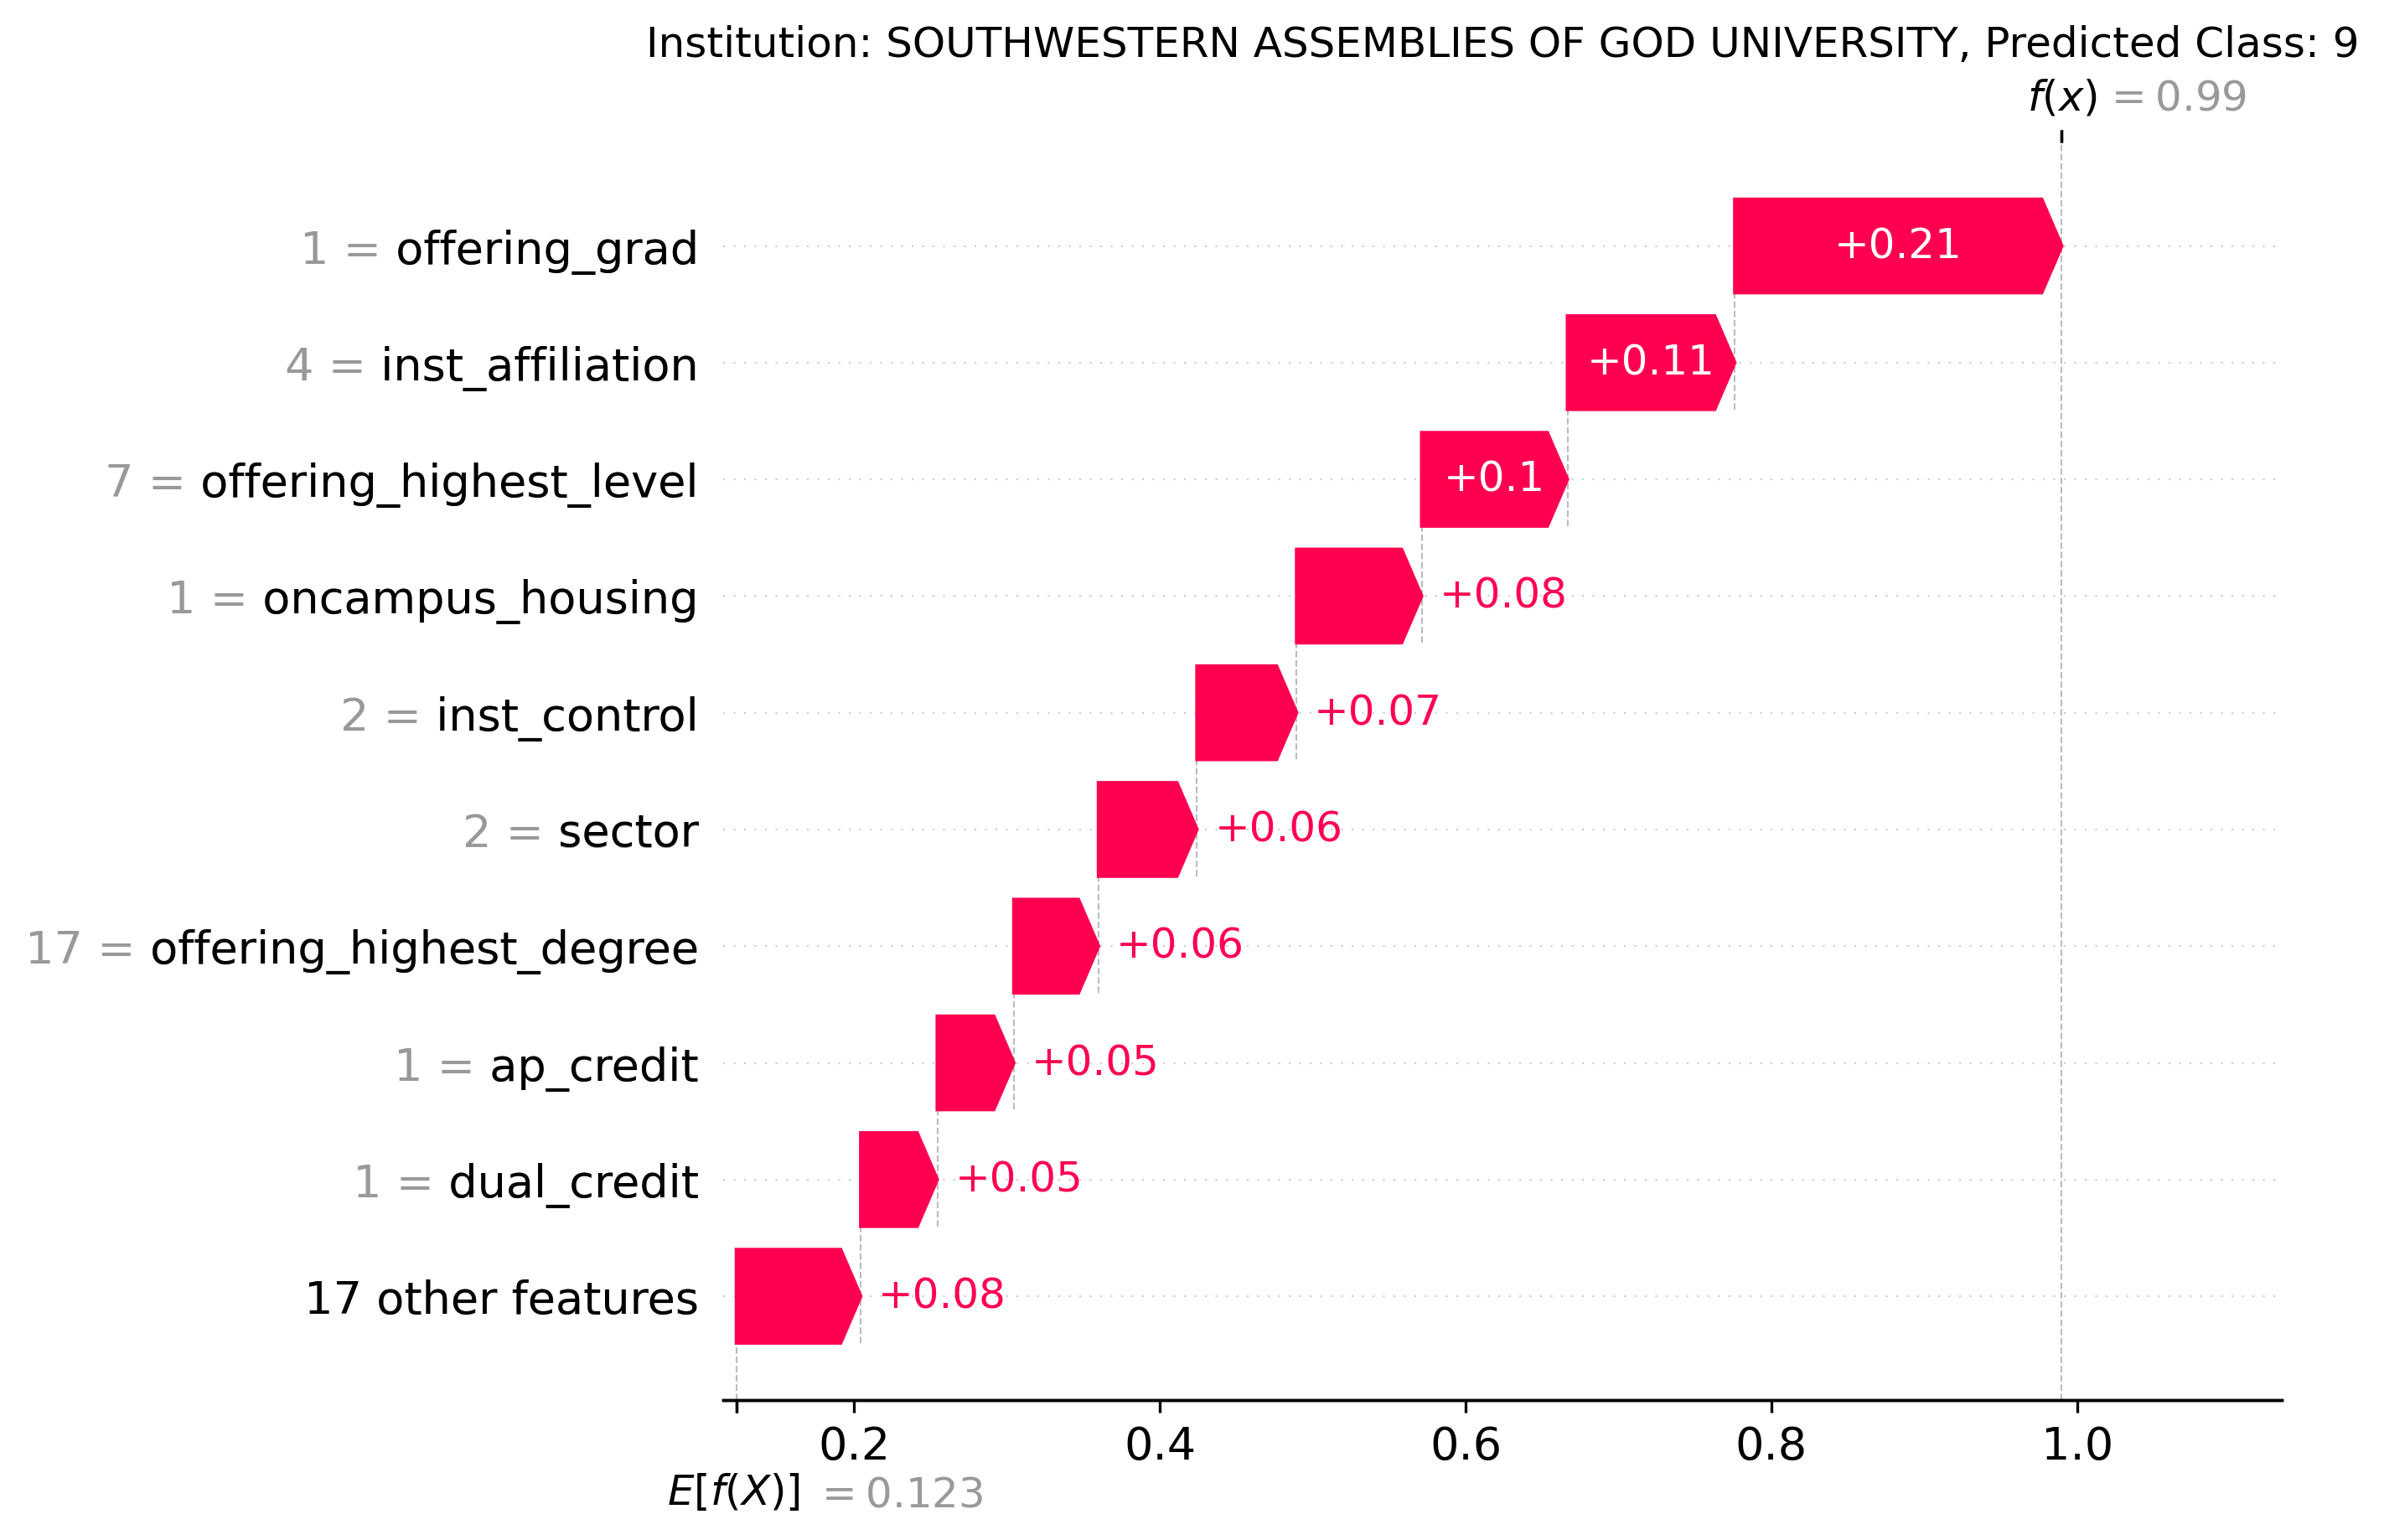 Institution: SOUTHWESTERN ASSEMBLIES OF GOD UNIVERSITY, Predicted Class: 9
f(x) = 0.99
1 = offering_grad +0.21
4 = inst_affiliation +0.11
7 = offering_highest_level +0.1
1 = oncampus_housing +0.08
2 = inst_control +0.07
2 = sector +0.06
17 = offering_highest_degree +0.06
1 = ap_credit +0.05
1 = dual_credit +0.05
17 other features +0.08
0.2 0.4 0.6 0.8 1.0
E[f(X)] = 0.123